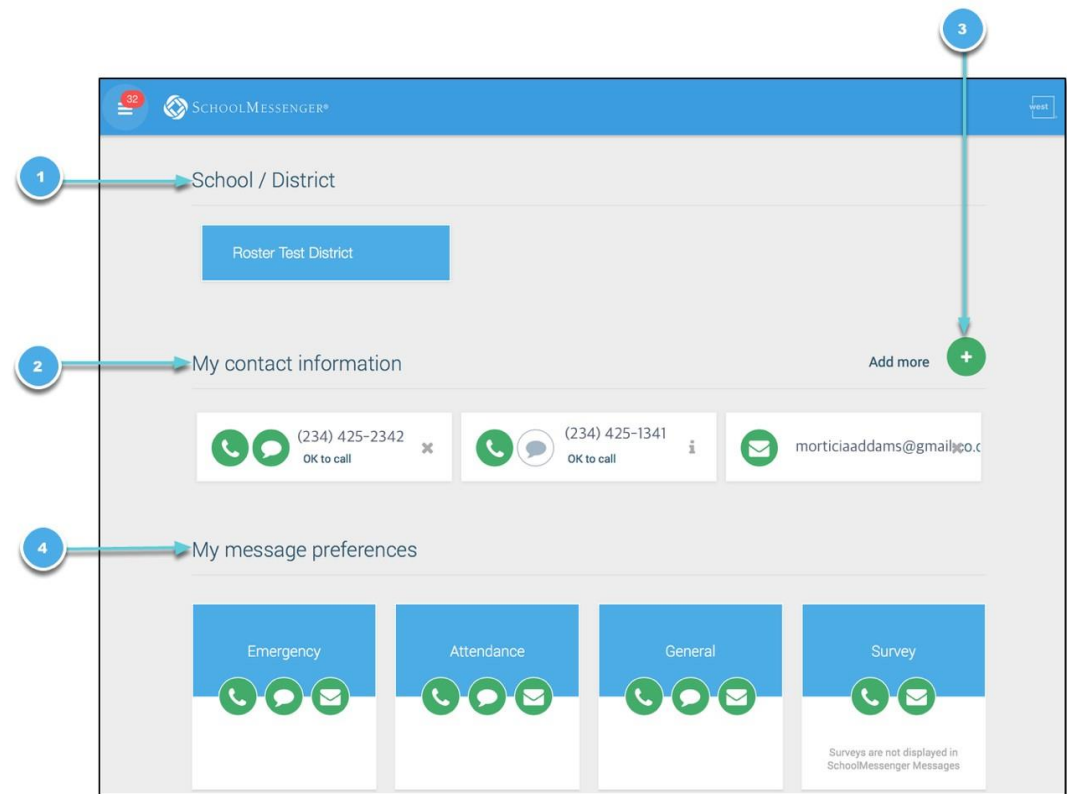 3
32
SCHOOLMESSENGER®
west
1
School / District
Roster Test District
2
My contact information
Add more
(234) 425-2342
OK to call
(234) 425-1341
OK to call
i
morticiaaddams@gmail
4
My message preferences
Emergency
Attendance
General
Survey
Surveys are not displayed in
SchoolMessenger Messages